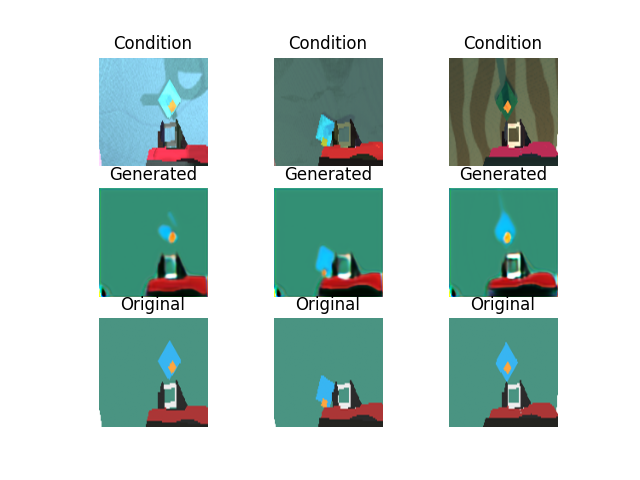 Condition Condition Condition
Generated Generated Generated
Original Original Original